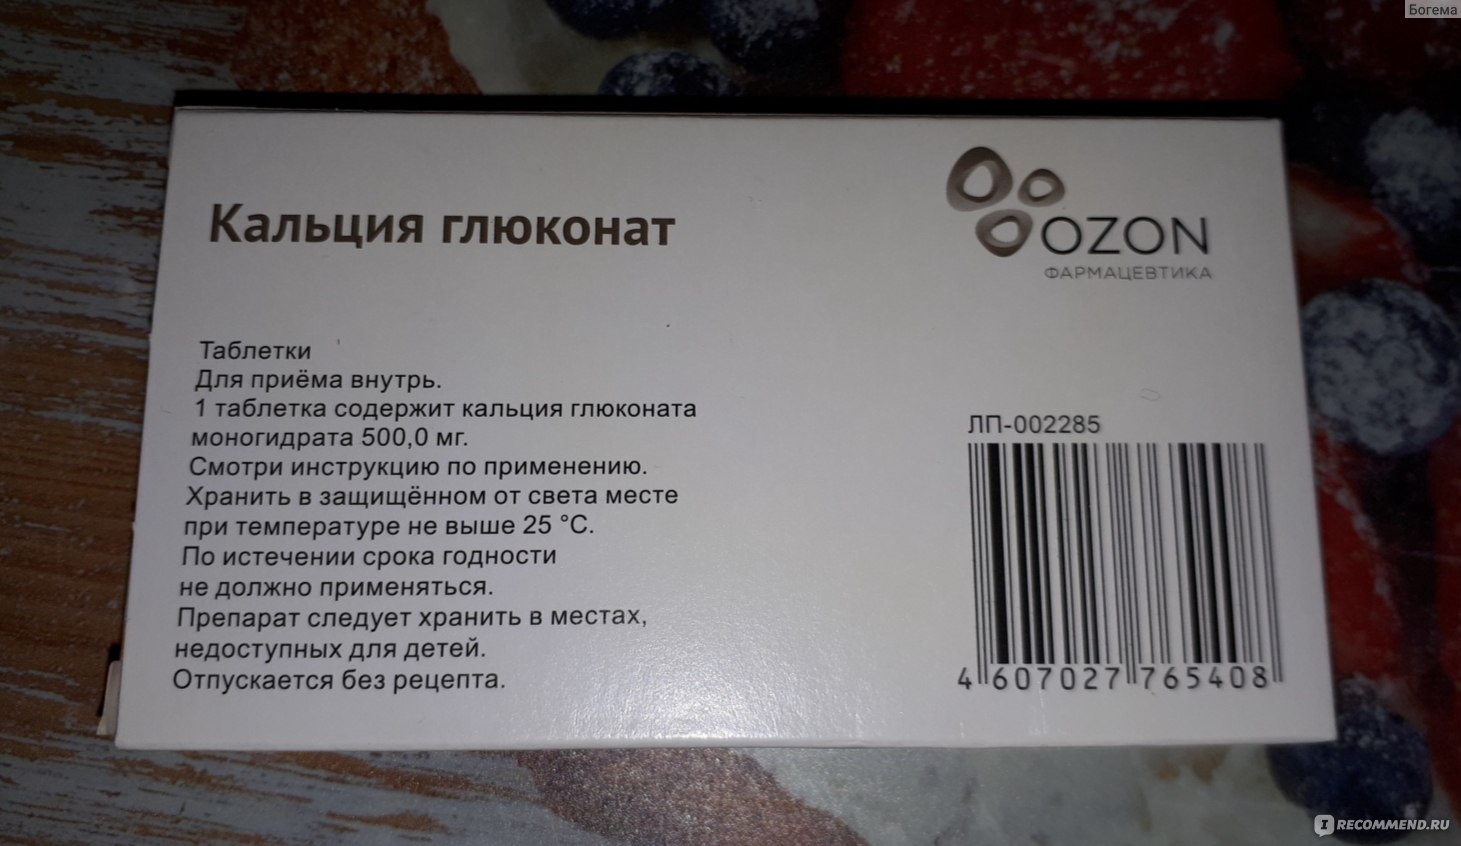 Богема
Кальция глюконат
OZON
ФАРМАЦЕВТИКА
Таблетки
Для приёма внутрь.
1 таблетка содержит кальция глюконата
моногидрата 500,0 мг.
Смотри инструкцию по применению.
Хранить в защищённом от света месте
при температуре не выше 25 °С.
По истечении срока годности
не должно применяться.
Препарат следует хранить в местах,
недоступных для детей.
Отпускается без рецепта.
ЛП-002285
4 607027 765408
IRECOMMEND.RU